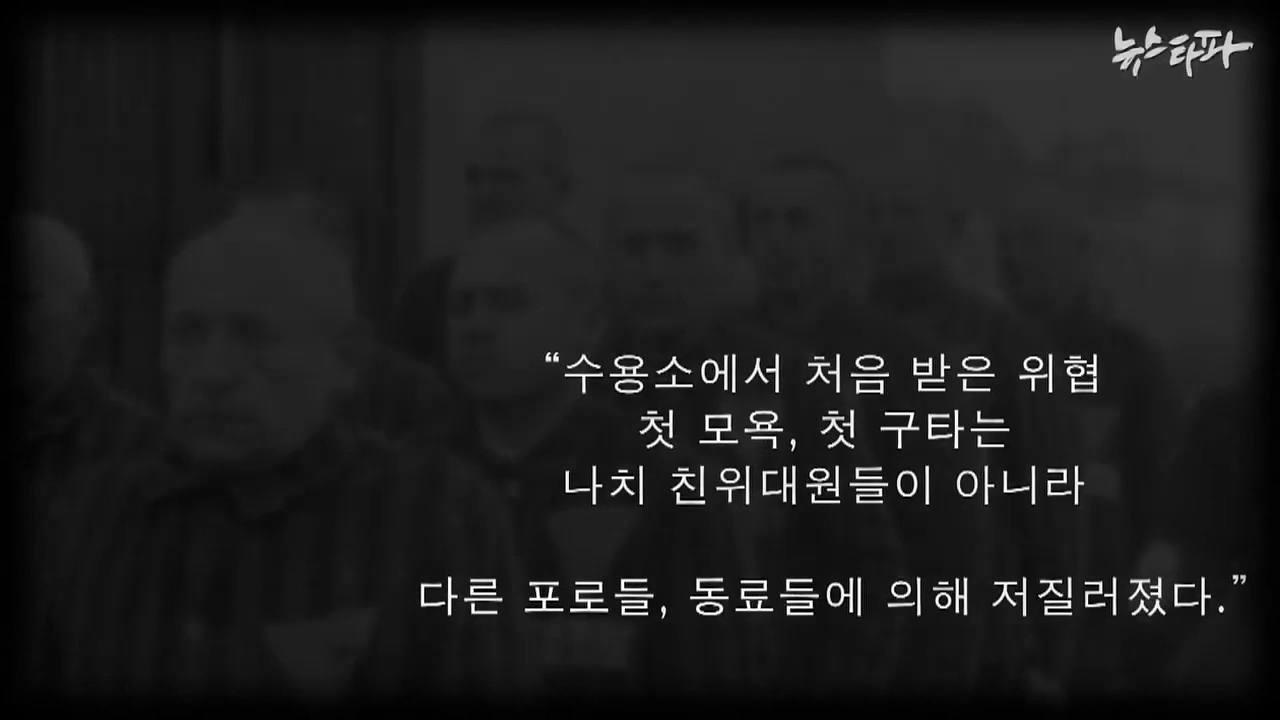 뉴스타파
“수용소에서 처음 받은 위협
첫 모욕, 첫 구타는
나치 친위대원들이 아니라
다른 포로들, 동료들에 의해 저질러졌다.”